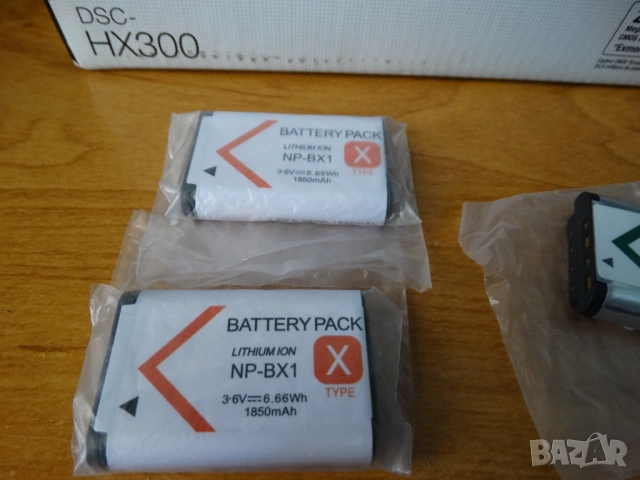 DSC-
HX300
BATTERY PACK
LITHIUM ION
NP-BX1
X
TYPE
3·6V⎓6.66Wh
1850mAh
BATTERY PACK
LITHIUM ION
NP-BX1
X
TYPE
3·6V⎓6.66Wh
1850mAh
BAZAR